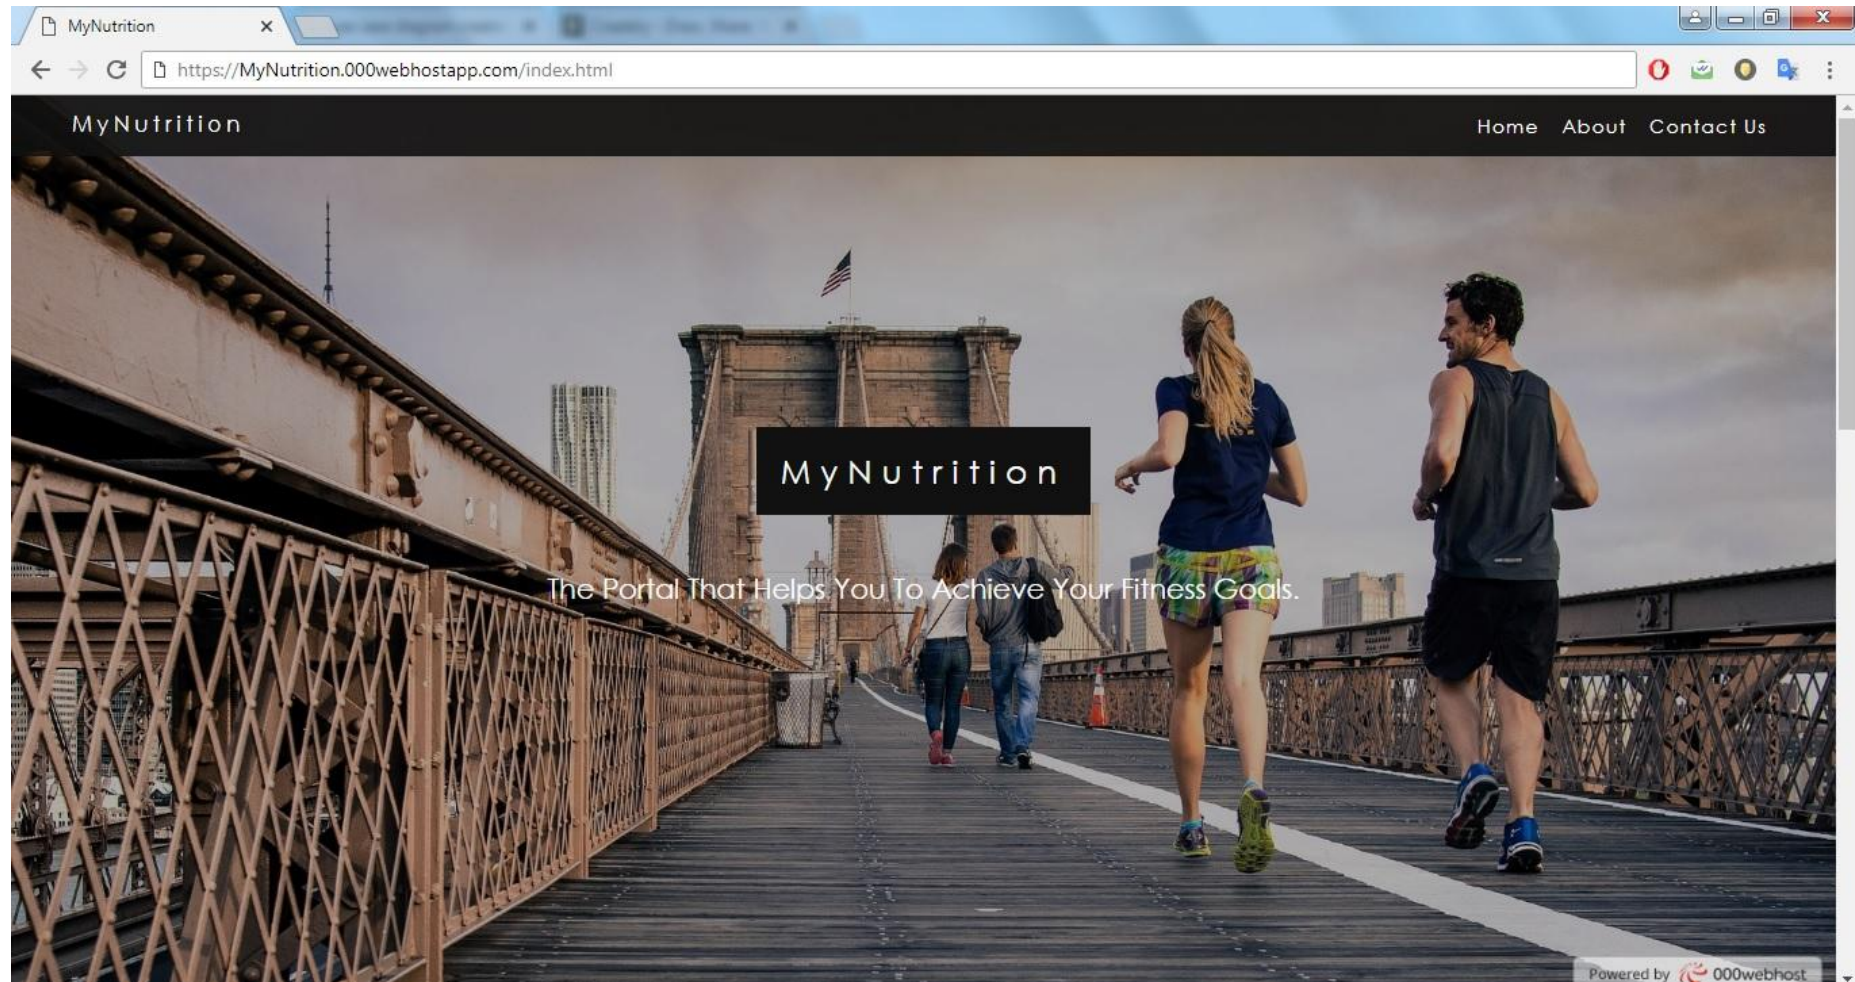 MyNutrition
https://MyNutrition.000webhostapp.com/index.html
MyNutrition
Home About Contact Us
MyNutrition
The Portal That Helps You To Achieve Your Fitness Goals.
Powered by 000webhost